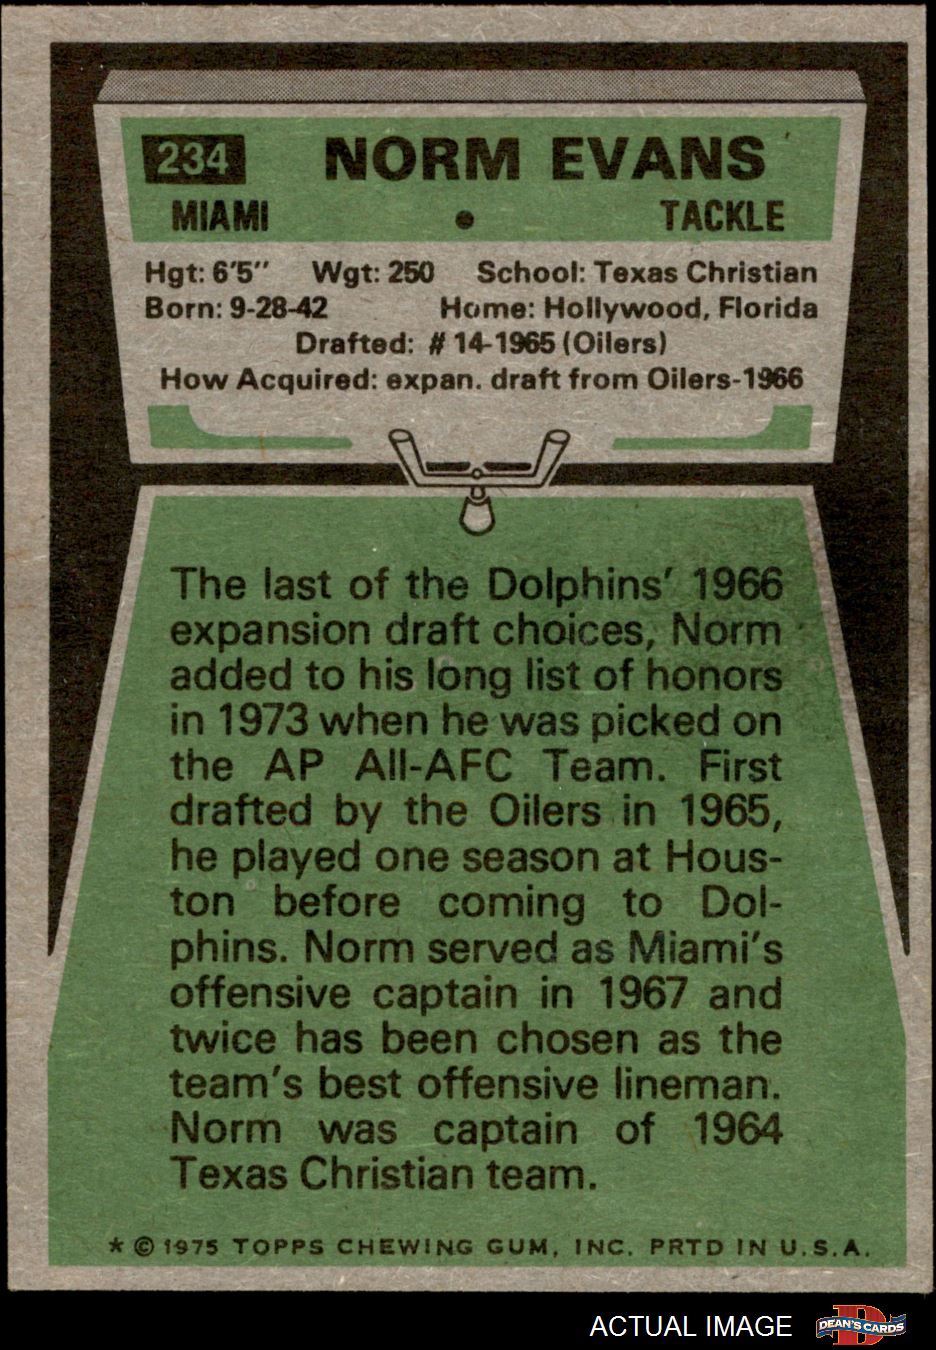 234 NORM EVANS
MIAMI • TACKLE
Hgt: 6'5" Wgt: 250 School: Texas Christian
Born: 9-28-42 Home: Hollywood, Florida
Drafted: #14-1965 (Oilers)
How Acquired: expan. draft from Oilers-1966
The last of the Dolphins' 1966
expansion draft choices, Norm
added to his long list of honors
in 1973 when he was picked on
the AP All-AFC Team. First
drafted by the Oilers in 1965,
he played one season at Hous-
ton before coming to Dol-
phins. Norm served as Miami's
offensive captain in 1967 and
twice has been chosen as the
team's best offensive lineman.
Norm was captain of 1964
Texas Christian team.
* © 1975 TOPPS CHEWING GUM, INC. PRTD IN U.S.A.
ACTUAL IMAGE DEAN'S CARDS